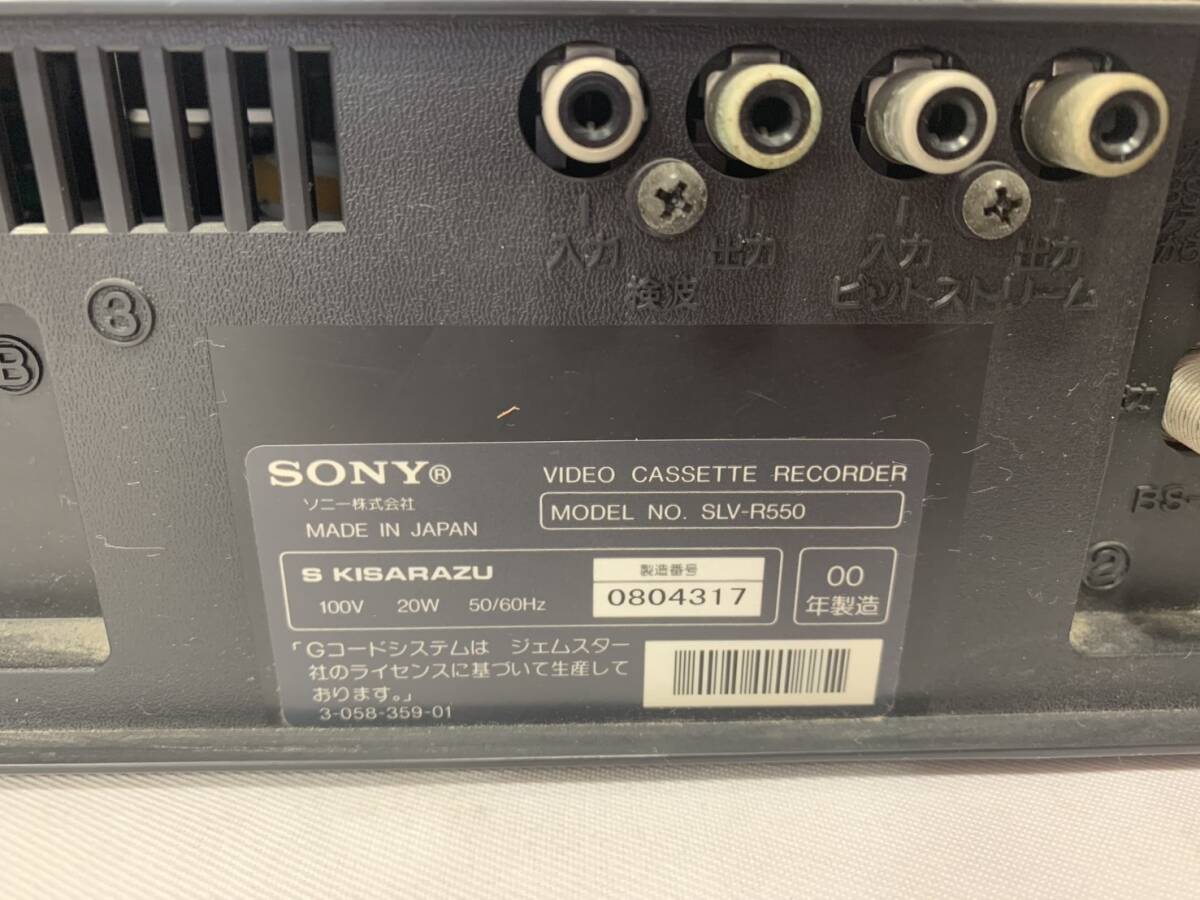 入力 出力 入力 出力
検波 ビットストリーム
③
B
力
BS
②
SONY® VIDEO CASSETTE RECORDER
ソニー株式会社
MADE IN JAPAN
MODEL NO. SLV-R550
S KISARAZU
100V 20W 50/60Hz
製造番号
0804317
00
年製造
「Gコードシステムは ジェムスター
社のライセンスに基づいて生産して
おります。」
3-058-359-01